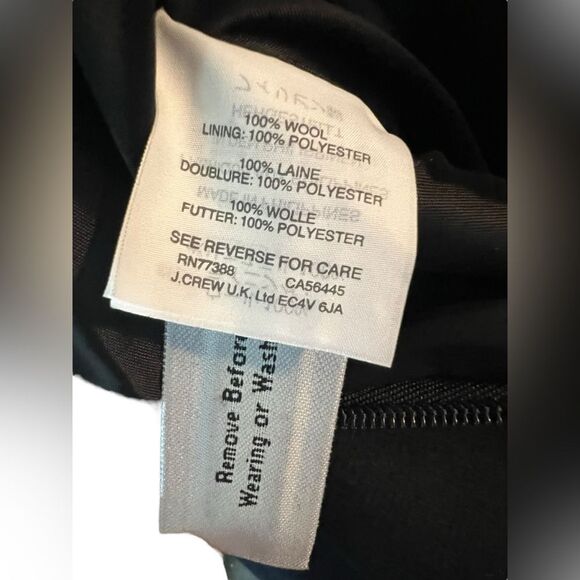 100% WOOL
LINING: 100% POLYESTER
100% LAINE
DOUBLURE: 100% POLYESTER
100% WOLLE
FUTTER: 100% POLYESTER
SEE REVERSE FOR CARE
RN77388 CA56445
J.CREW U.K. Ltd EC4V 6JA
Remove Before
Wearing or Wash